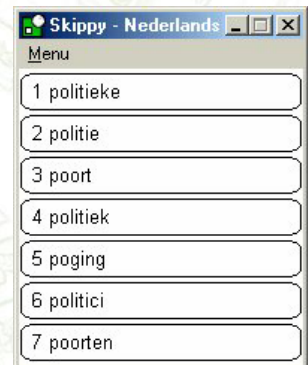 Skippy - Nederlands
Menu
1 politieke
2 politie
3 poort
4 politiek
5 poging
6 politici
7 poorten